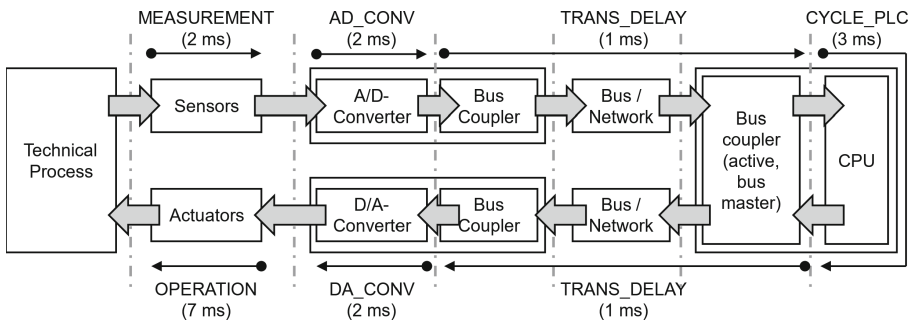 MEASUREMENT
(2 ms)
AD_CONV
(2 ms)
TRANS_DELAY
(1 ms)
CYCLE_PLC
(3 ms)
Technical
Process
Sensors
A/D-
Converter
Bus
Coupler
Bus /
Network
Bus
coupler
(active,
bus
master)
CPU
Actuators
D/A-
Converter
Bus
Coupler
Bus /
Network
OPERATION
(7 ms)
DA_CONV
(2 ms)
TRANS_DELAY
(1 ms)